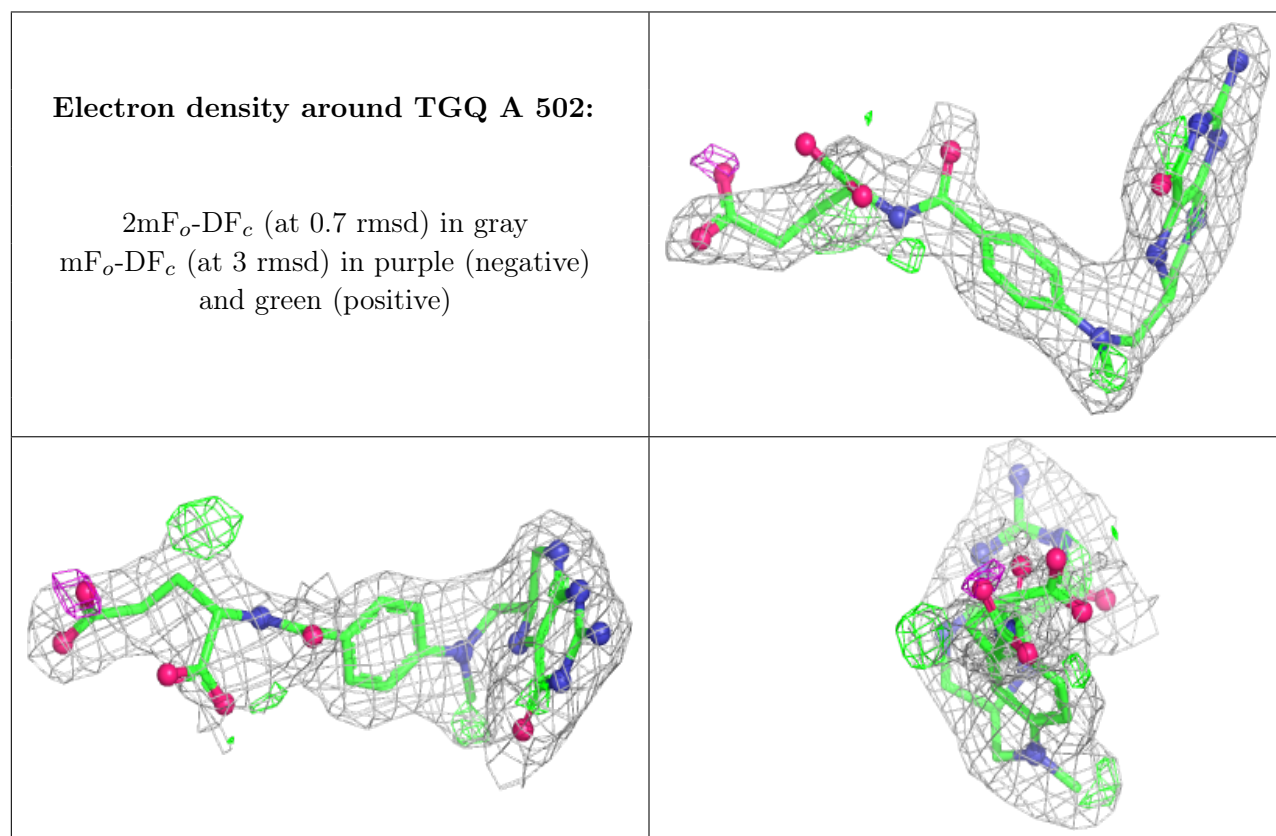 Electron density around TGQ A 502:
2mFo-DFc (at 0.7 rmsd) in gray
mFo-DFc (at 3 rmsd) in purple (negative)
and green (positive)